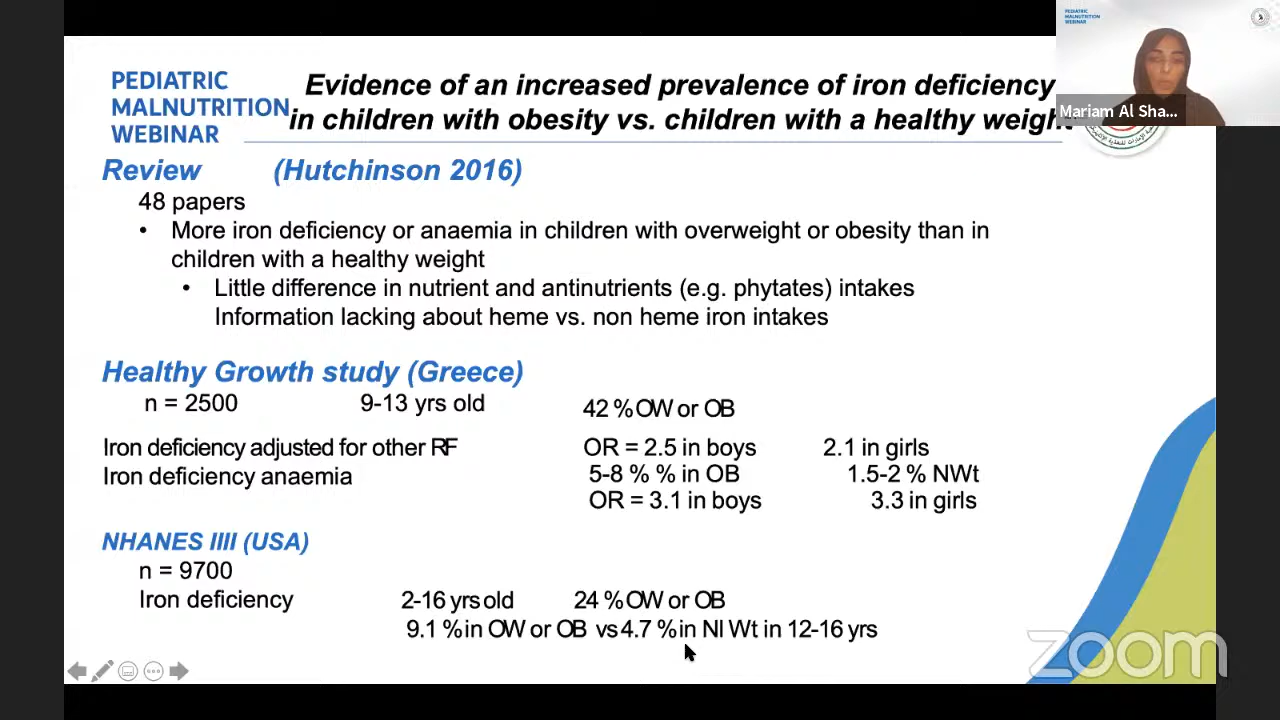 PEDIATRIC
MALNUTRITION
WEBINAR
Evidence of an increased prevalence of iron deficiency
in children with obesity vs. children with a healthy weight
PEDIATRIC
MALNUTRITION
WEBINAR
Mariam Al Sha...
Review (Hutchinson 2016)
48 papers
• More iron deficiency or anaemia in children with overweight or obesity than in
children with a healthy weight
• Little difference in nutrient and antinutrients (e.g. phytates) intakes
Information lacking about heme vs. non heme iron intakes
Healthy Growth study (Greece)
n = 2500 9-13 yrs old 42 % OW or OB
Iron deficiency adjusted for other RF OR = 2.5 in boys 2.1 in girls
Iron deficiency anaemia 5-8 % % in OB 1.5-2 % NWt
OR = 3.1 in boys 3.3 in girls
NHANES IIII (USA)
n = 9700
Iron deficiency 2-16 yrs old 24 % OW or OB
9.1 % in OW or OB vs 4.7 % in Nl Wt in 12-16 yrs
zoom